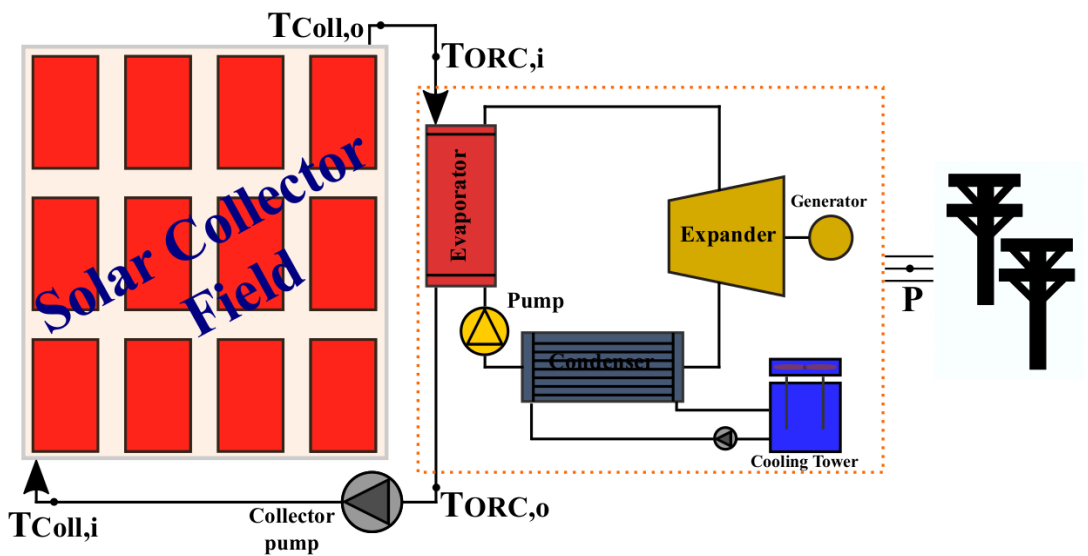 TColl,o
TORC,i
Solar Collector
Field
Evaporator
Expander
Generator
Pump
P
Condenser
Cooling Tower
TORC,o
TColl,i
Collector
pump